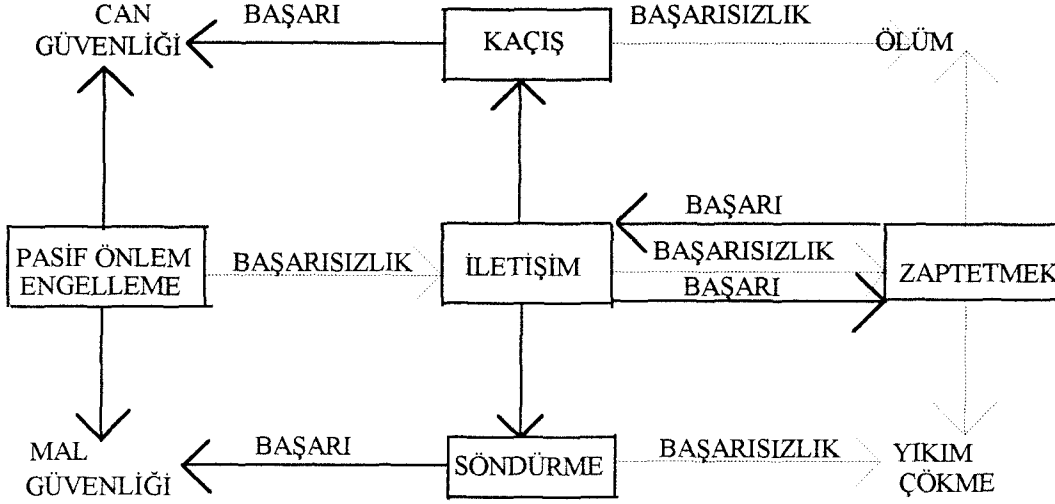 CAN
GÜVENLİĞİ
BAŞARI
KAÇIŞ
BAŞARISIZLIK
ÖLÜM
BAŞARI
PASİF ÖNLEM
ENGELLEME
BAŞARISIZLIK
İLETİŞİM
BAŞARISIZLIK
BAŞARI
ZAPTETMEK
MAL
GÜVENLİĞİ
BAŞARI
SÖNDÜRME
BAŞARISIZLIK
YIKIM
ÇÖKME